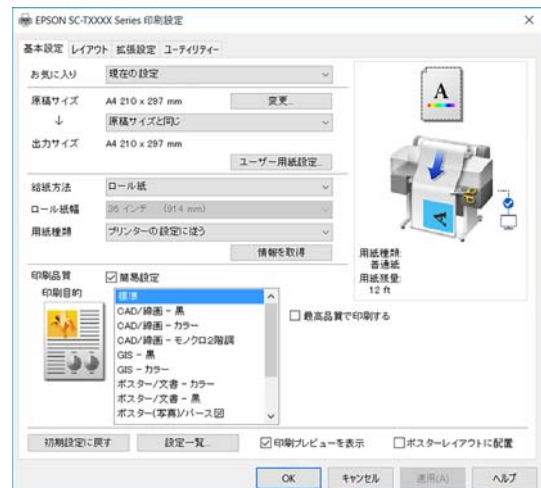 EPSON SC-TXXXX Series 印刷設定
基本設定 レイアウト 拡張設定 ユーティリティー
お気に入り 現在の設定
原稿サイズ A4 210 x 297 mm 変更...
↓ 原稿サイズと同じ
出力サイズ A4 210 x 297 mm
ユーザー用紙設定...
給紙方法 ロール紙
ロール紙幅 36 インチ (914 mm)
用紙種類 プリンターの設定に従う
情報を取得
A
用紙種類:
普通紙
用紙残量:
12 ft
印刷品質 簡易設定
印刷目的 標準
CAD/線画 - 黒
CAD/線画 - カラー
CAD/線画 - モノクロ2階調
GIS - 黒
GIS - カラー
ポスター/文書 - カラー
ポスター/文書 - 黒
ポスター(写真)/パース図
最高品質で印刷する
初期設定に戻す 設定一覧... 印刷プレビューを表示 ポスターレイアウトに配置
OK キャンセル 適用(A) ヘルプ